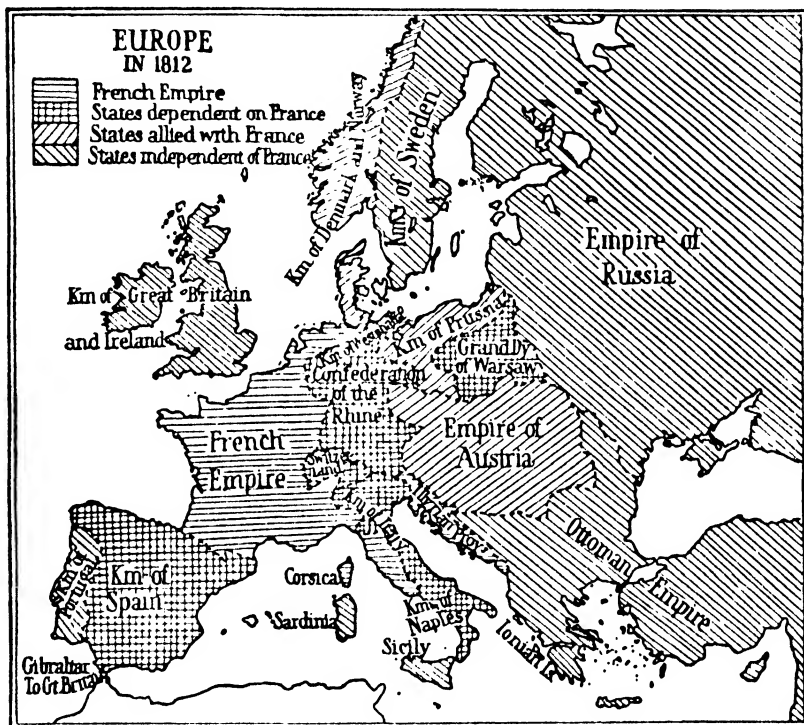 EUROPE
IN 1812
French Empire
States dependent on France
States allied with France
States independent of France
Km of Denmark and Norway
Kmg of Sweden
Empire of
Russia
Km of Great Britain
and Ireland
Km of Prussia
Grand Dy
of Warsaw
Confederation
of the
Rhine
French
Empire
Empire of
Austria
Switzer
land
Km of Italy
Ottoman Empire
Km. of
Portugal
Km. of
Spain
Corsica
Sardinia
Km. of
Naples
Sicily
Ionian Is
Gibraltar
To Gt Britain